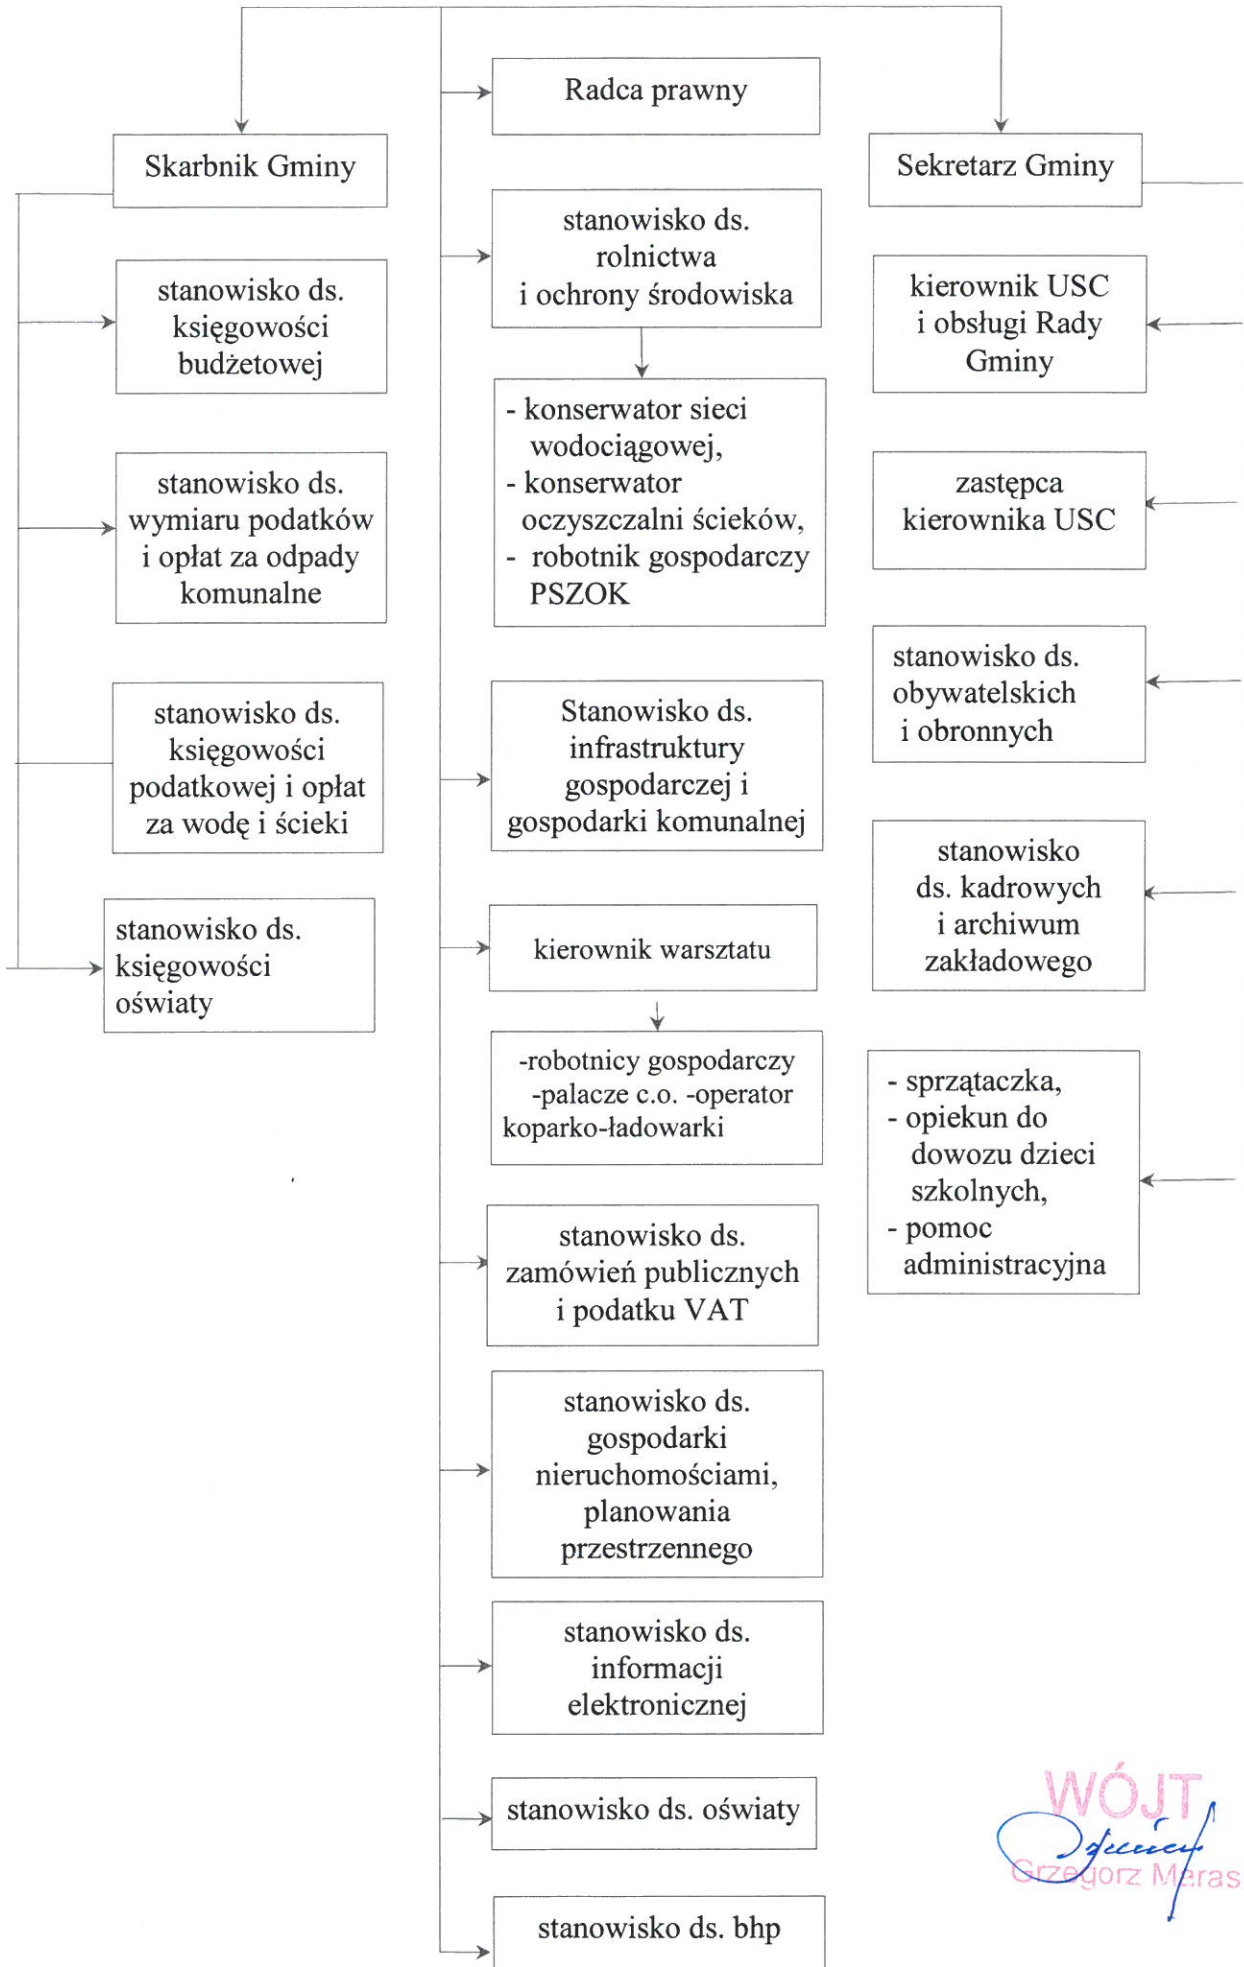 Skarbnik Gminy
stanowisko ds.
księgowości
budżetowej
stanowisko ds.
wymiaru podatków
i opłat za odpady
komunalne
stanowisko ds.
księgowości
podatkowej i opłat
za wodę i ścieki
stanowisko ds.
księgowości
oświaty
Radca prawny
stanowisko ds.
rolnictwa
i ochrony środowiska
- konserwator sieci
wodociągowej,
- konserwator
oczyszczalni ścieków,
- robotnik gospodarczy
PSZOK
Stanowisko ds.
infrastruktury
gospodarczej i
gospodarki komunalnej
kierownik warsztatu
-robotnicy gospodarczy
-palacze c.o. -operator
koparko-ładowarki
stanowisko ds.
zamówień publicznych
i podatku VAT
stanowisko ds.
gospodarki
nieruchomościami,
planowania
przestrzennego
stanowisko ds.
informacji
elektronicznej
stanowisko ds. oświaty
stanowisko ds. bhp
Sekretarz Gminy
kierownik USC
i obsługi Rady
Gminy
zastępca
kierownika USC
stanowisko ds.
obywatelskich
i obronnych
stanowisko
ds. kadrowych
i archiwum
zakładowego
- sprzątaczka,
- opiekun do
dowozu dzieci
szkolnych,
- pomoc
administracyjna
WÓJT
Grzegorz Maras